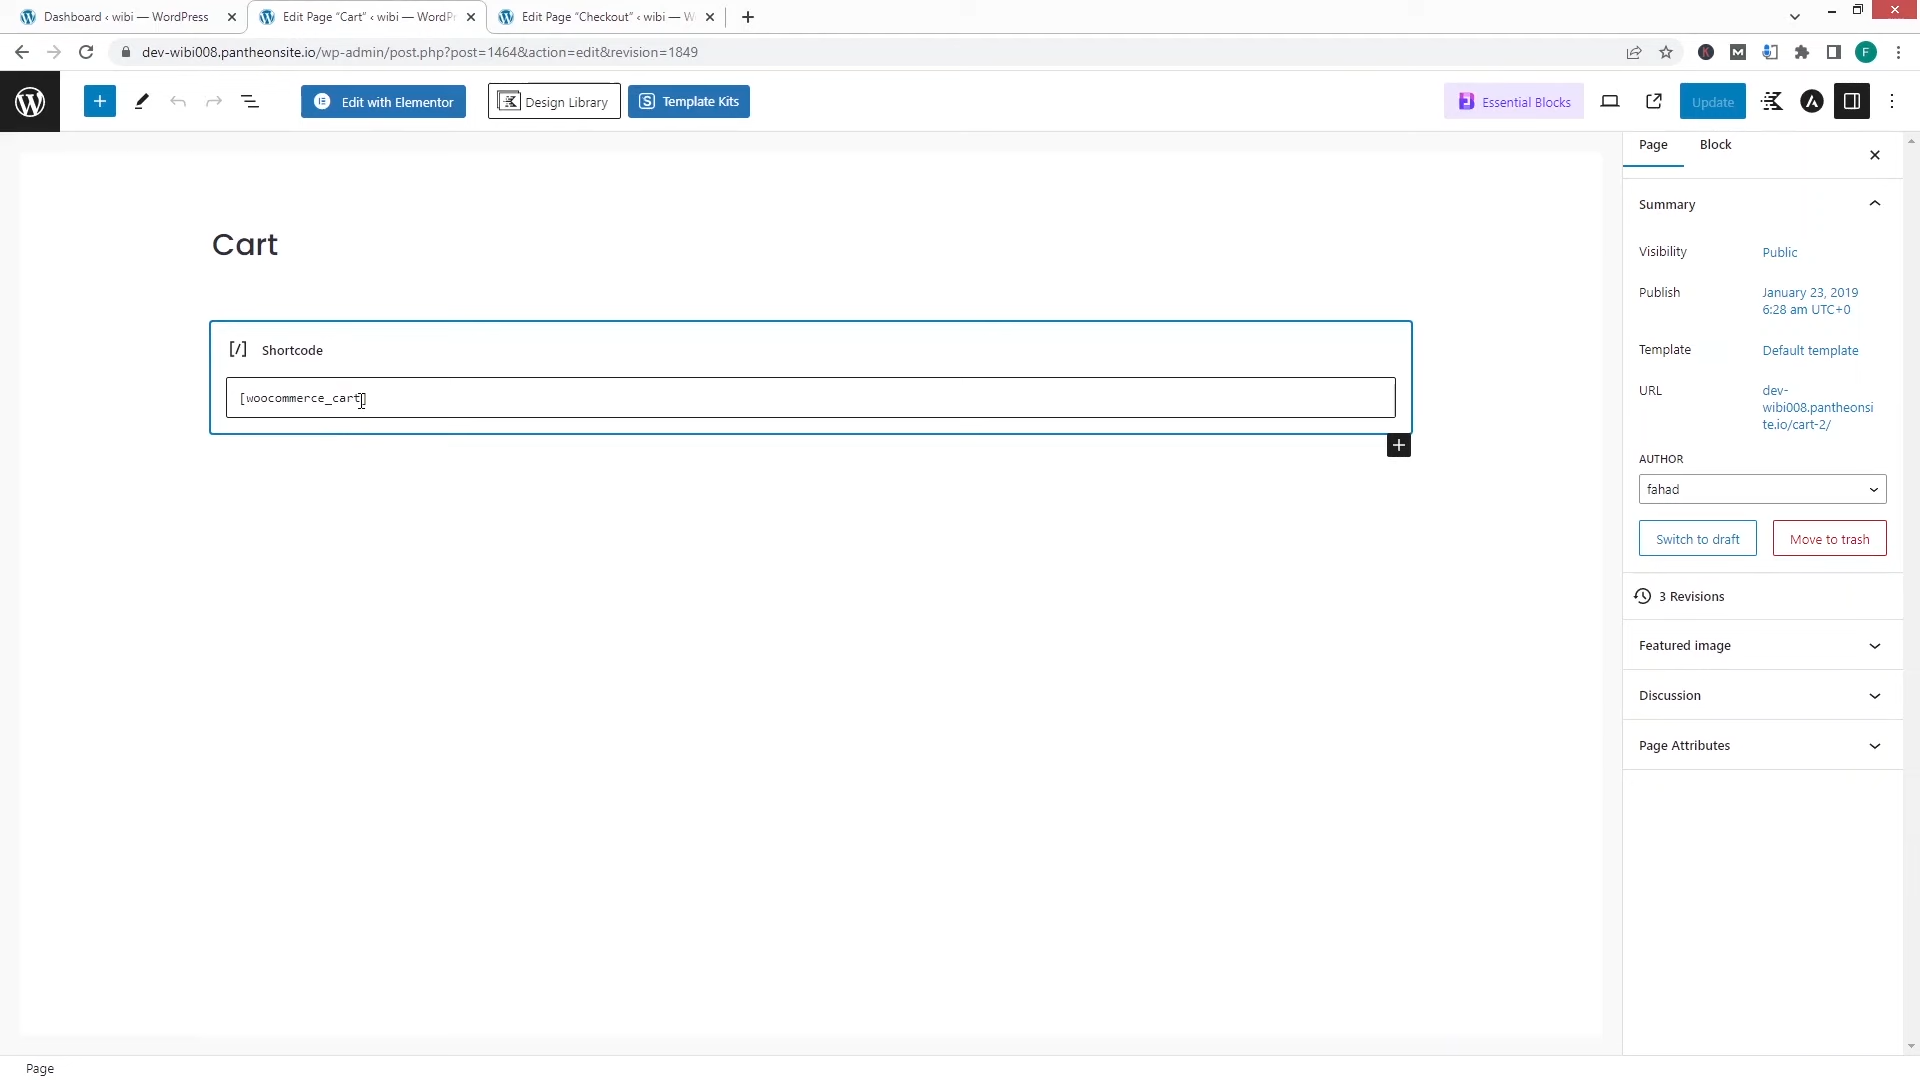 Dashboard ‹ wibi — WordPress
Edit Page “Cart” ‹ wibi — WordPr
Edit Page “Checkout” ‹ wibi — W
dev-wibi008.pantheonsite.io/wp-admin/post.php?post=1464&action=edit&revision=1849
K
M
F
Edit with Elementor
Design Library
Template Kits
Essential Blocks
Update
Page
Block
Summary
Visibility
Public
Publish
January 23, 2019
6:28 am UTC+0
Template
Default template
URL
dev-
wibi008.pantheonsi
te.io/cart-2/
AUTHOR
fahad
Switch to draft
Move to trash
3 Revisions
Featured image
Discussion
Page Attributes
Cart
[/] Shortcode
[woocommerce_cart]
Page